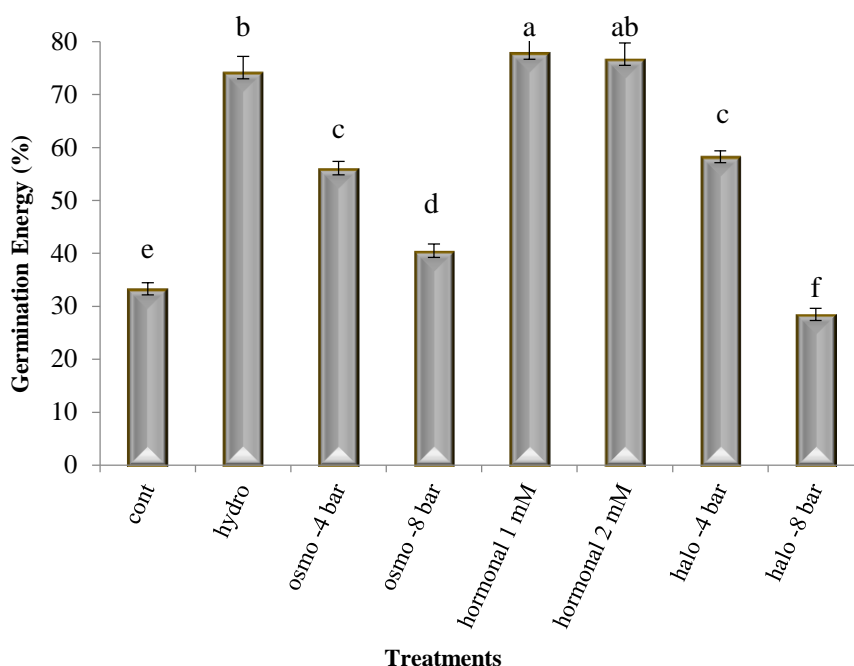 Germination Energy (%)
80
70
60
50
40
30
20
10
0
e
b
c
d
a
ab
c
f
cont
hydro
osmo -4 bar
osmo -8 bar
hormonal 1 mM
hormonal 2 mM
halo -4 bar
halo -8 bar
Treatments